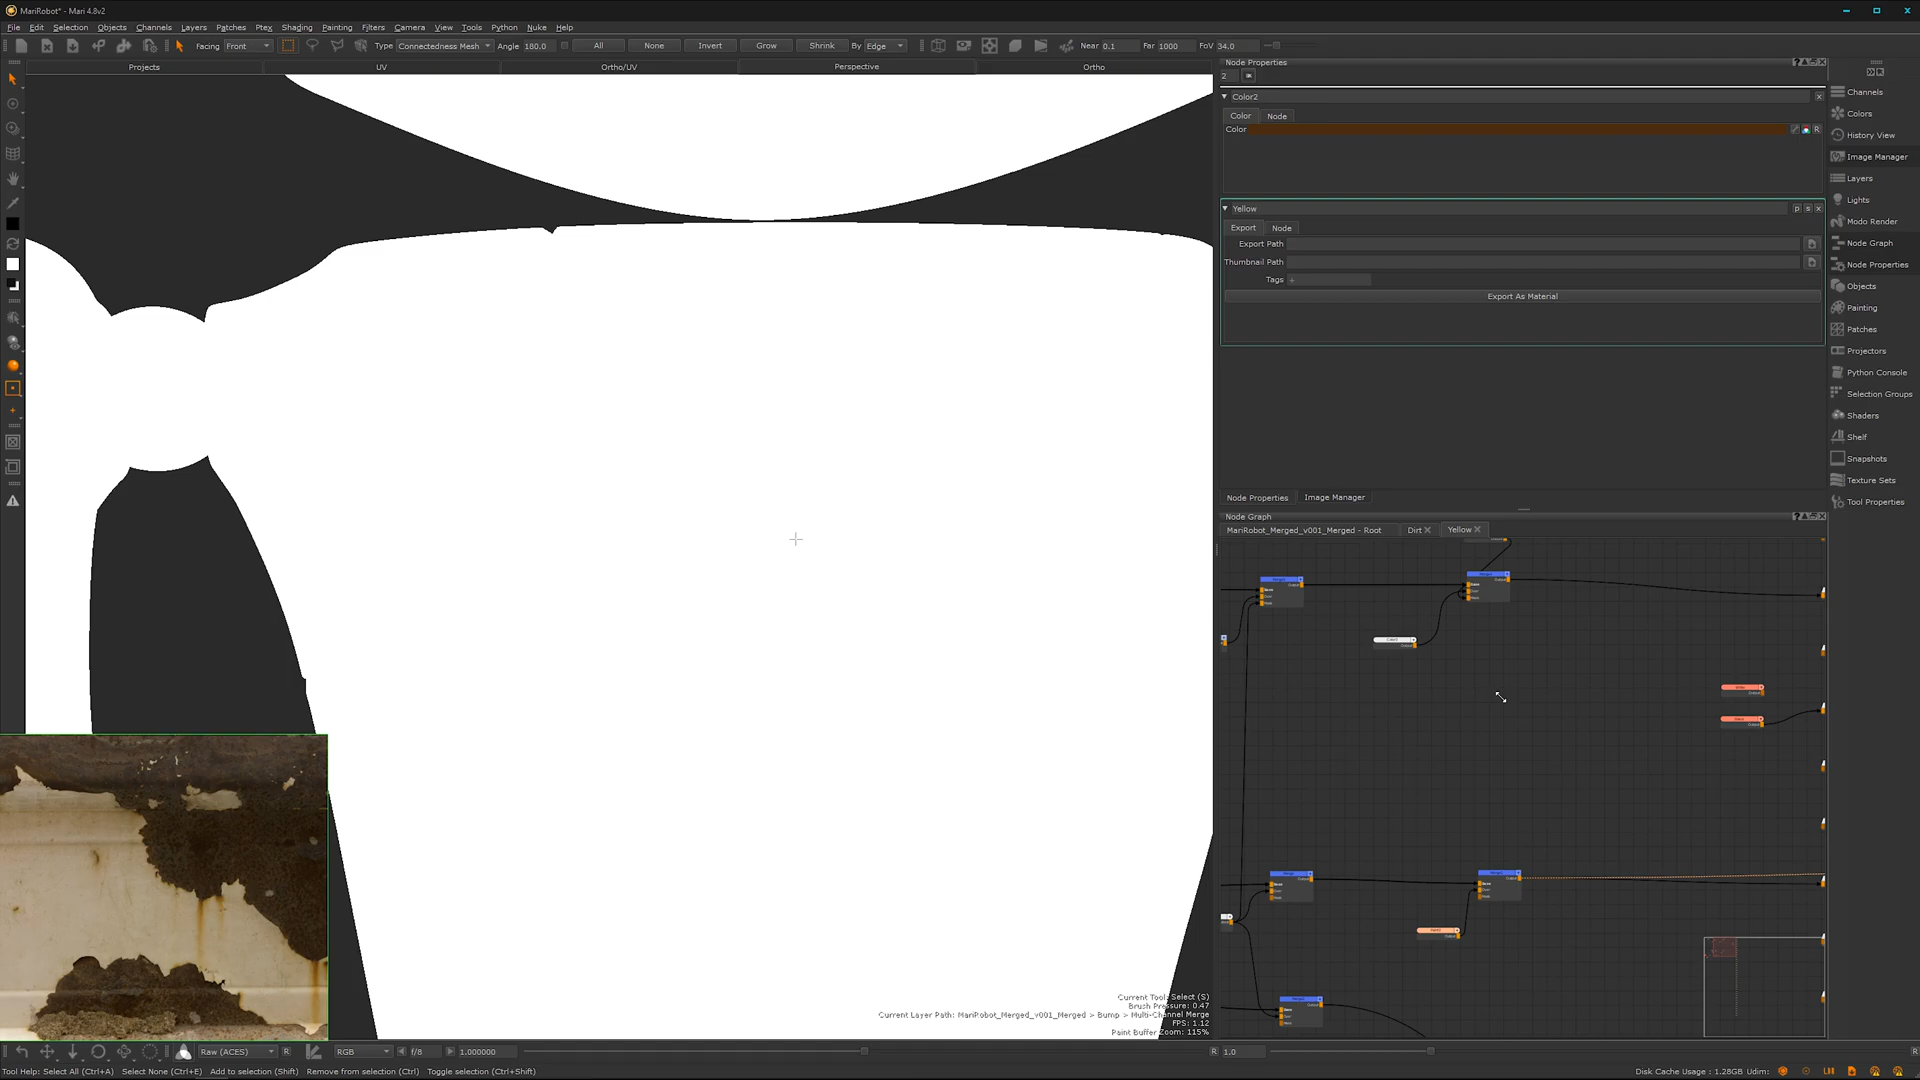 MariRobot* - Mari 4.8v2
File Edit Selection Objects Channels Layers Patches Ptex Shading Painting Filters Camera View Tools Python Nuke Help
Facing Front Type Connectedness Mesh Angle 180.0 All None Invert Grow Shrink By Edge Near 0.1 Far 1000 FoV 34.0
Projects UV Ortho/UV Perspective Ortho
Node Properties
2
Color2
Color Node
Color R
Yellow
Export Node
Export Path
Thumbnail Path
Tags +
Export As Material
Node Properties Image Manager
Node Graph
MariRobot_Merged_v001_Merged - Root Dirt Yellow
Channels
Colors
History View
Image Manager
Layers
Lights
Modo Render
Node Graph
Node Properties
Objects
Painting
Patches
Projectors
Python Console
Selection Groups
Shaders
Shelf
Snapshots
Texture Sets
Tool Properties
Current Tool: Select (S)
Brush Pressure: 0.47
Current Layer Path: MariRobot_Merged_v001_Merged > Bump > Multi-Channel Merge
FPS: 1.12
Paint Buffer Zoom: 115%
Raw (ACES) R RGB f/8 1.000000 R 1.0 R
Tool Help: Select All (Ctrl+A) Select None (Ctrl+E) Add to selection (Shift) Remove from selection (Ctrl) Toggle selection (Ctrl+Shift) Disk Cache Usage : 1.28GB Udim: